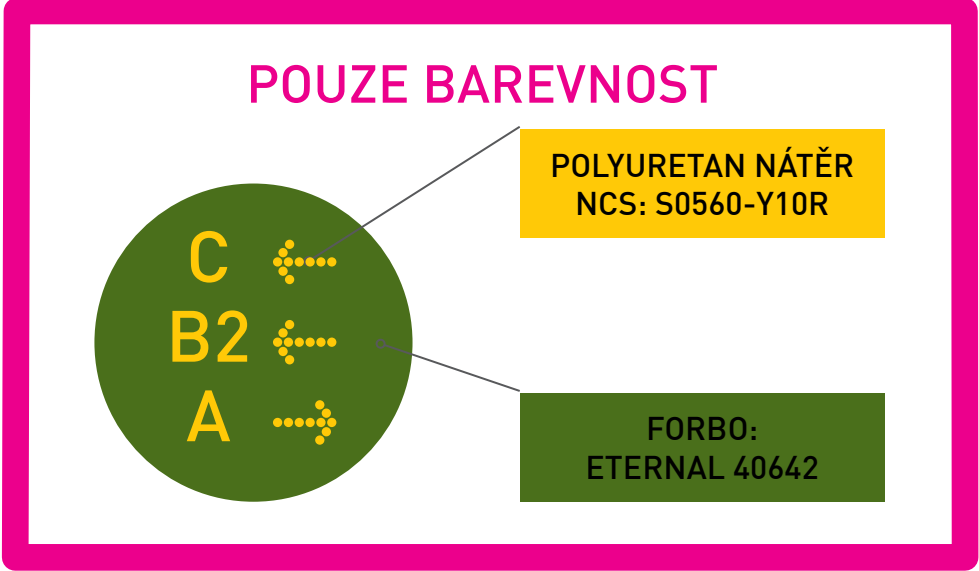 POUZE BAREVNOST
POLYURETAN NÁTĚR
NCS: S0560-Y10R
C
B2
A
FORBO:
ETERNAL 40642